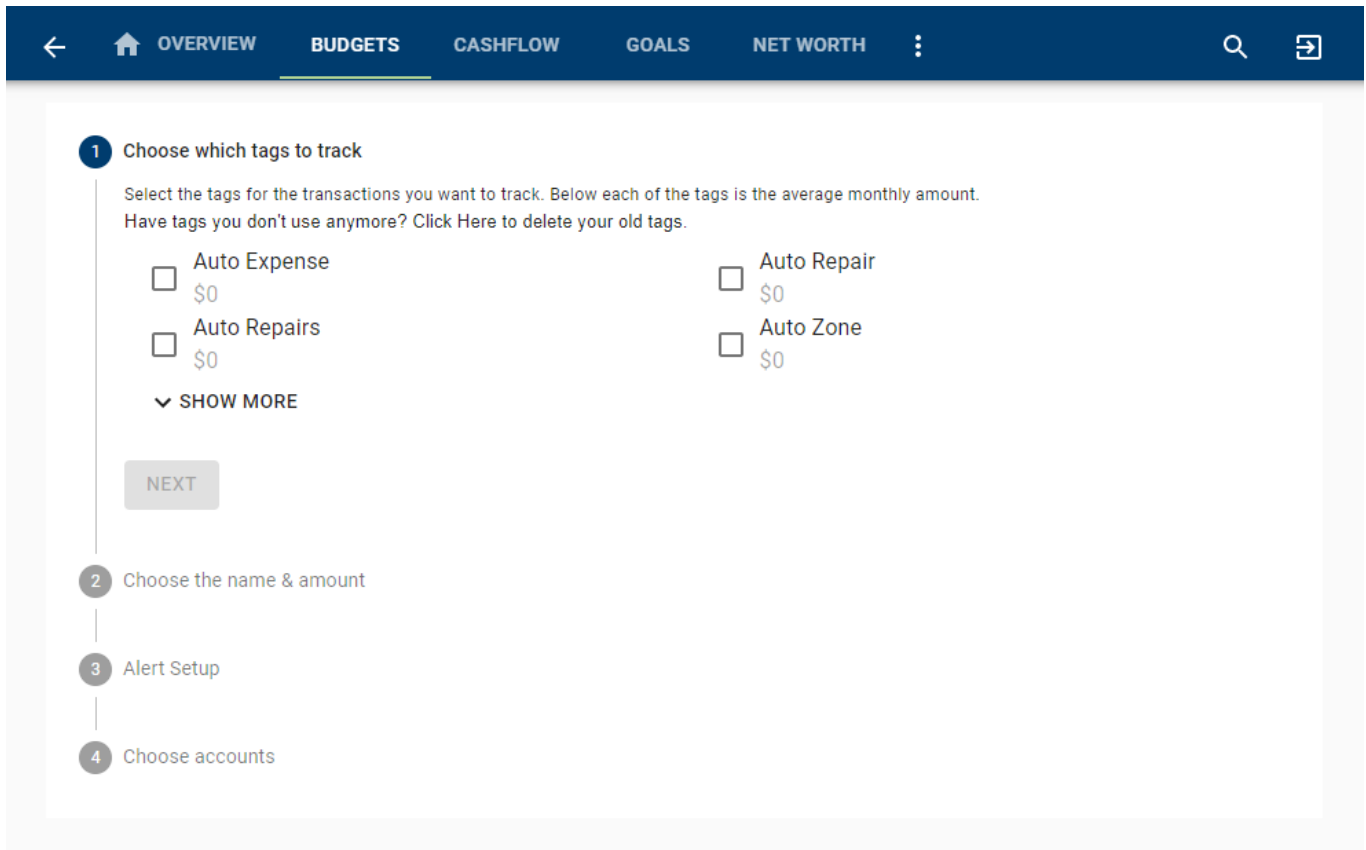 OVERVIEW BUDGETS CASHFLOW GOALS NET WORTH
1 Choose which tags to track
Select the tags for the transactions you want to track. Below each of the tags is the average monthly amount.
Have tags you don't use anymore? Click Here to delete your old tags.
Auto Expense Auto Repair
$0 $0
Auto Repairs Auto Zone
$0 $0
SHOW MORE
NEXT
2 Choose the name & amount
3 Alert Setup
4 Choose accounts